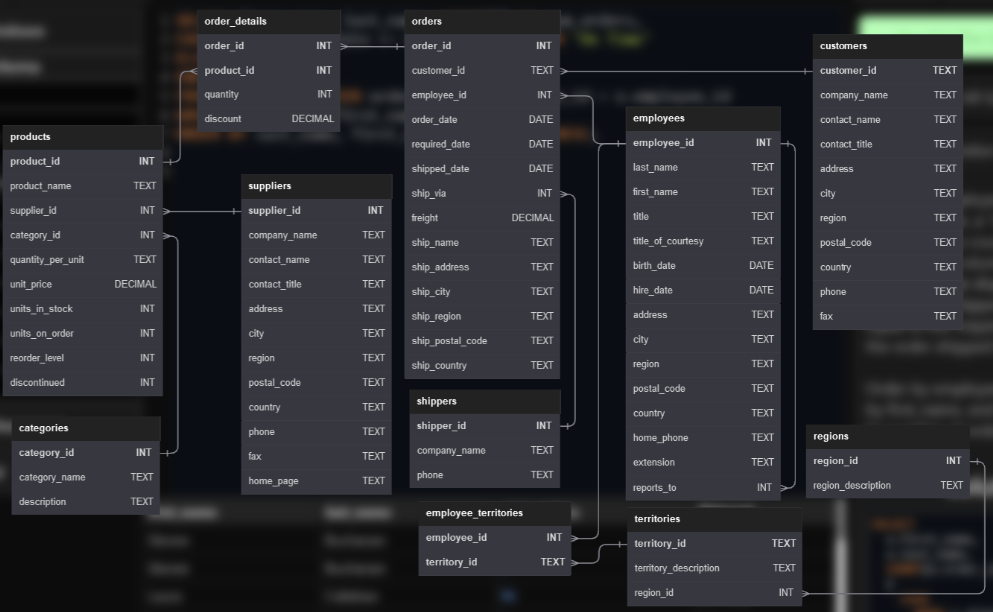 order_details
order_id INT
product_id INT
quantity INT
discount DECIMAL
orders
order_id INT
customer_id TEXT
employee_id INT
order_date DATE
required_date DATE
shipped_date DATE
ship_via INT
freight DECIMAL
ship_name TEXT
ship_address TEXT
ship_city TEXT
ship_region TEXT
ship_postal_code TEXT
ship_country TEXT
customers
customer_id TEXT
company_name TEXT
contact_name TEXT
contact_title TEXT
address TEXT
city TEXT
region TEXT
postal_code TEXT
country TEXT
phone TEXT
fax TEXT
products
product_id INT
product_name TEXT
supplier_id INT
category_id INT
quantity_per_unit TEXT
unit_price DECIMAL
units_in_stock INT
units_on_order INT
reorder_level INT
discontinued INT
suppliers
supplier_id INT
company_name TEXT
contact_name TEXT
contact_title TEXT
address TEXT
city TEXT
region TEXT
postal_code TEXT
country TEXT
phone TEXT
fax TEXT
home_page TEXT
employees
employee_id INT
last_name TEXT
first_name TEXT
title TEXT
title_of_courtesy TEXT
birth_date DATE
hire_date DATE
address TEXT
city TEXT
region TEXT
postal_code TEXT
country TEXT
home_phone TEXT
extension TEXT
reports_to INT
categories
category_id INT
category_name TEXT
description TEXT
shippers
shipper_id INT
company_name TEXT
phone TEXT
regions
region_id INT
region_description TEXT
employee_territories
employee_id INT
territory_id TEXT
territories
territory_id TEXT
territory_description TEXT
region_id INT